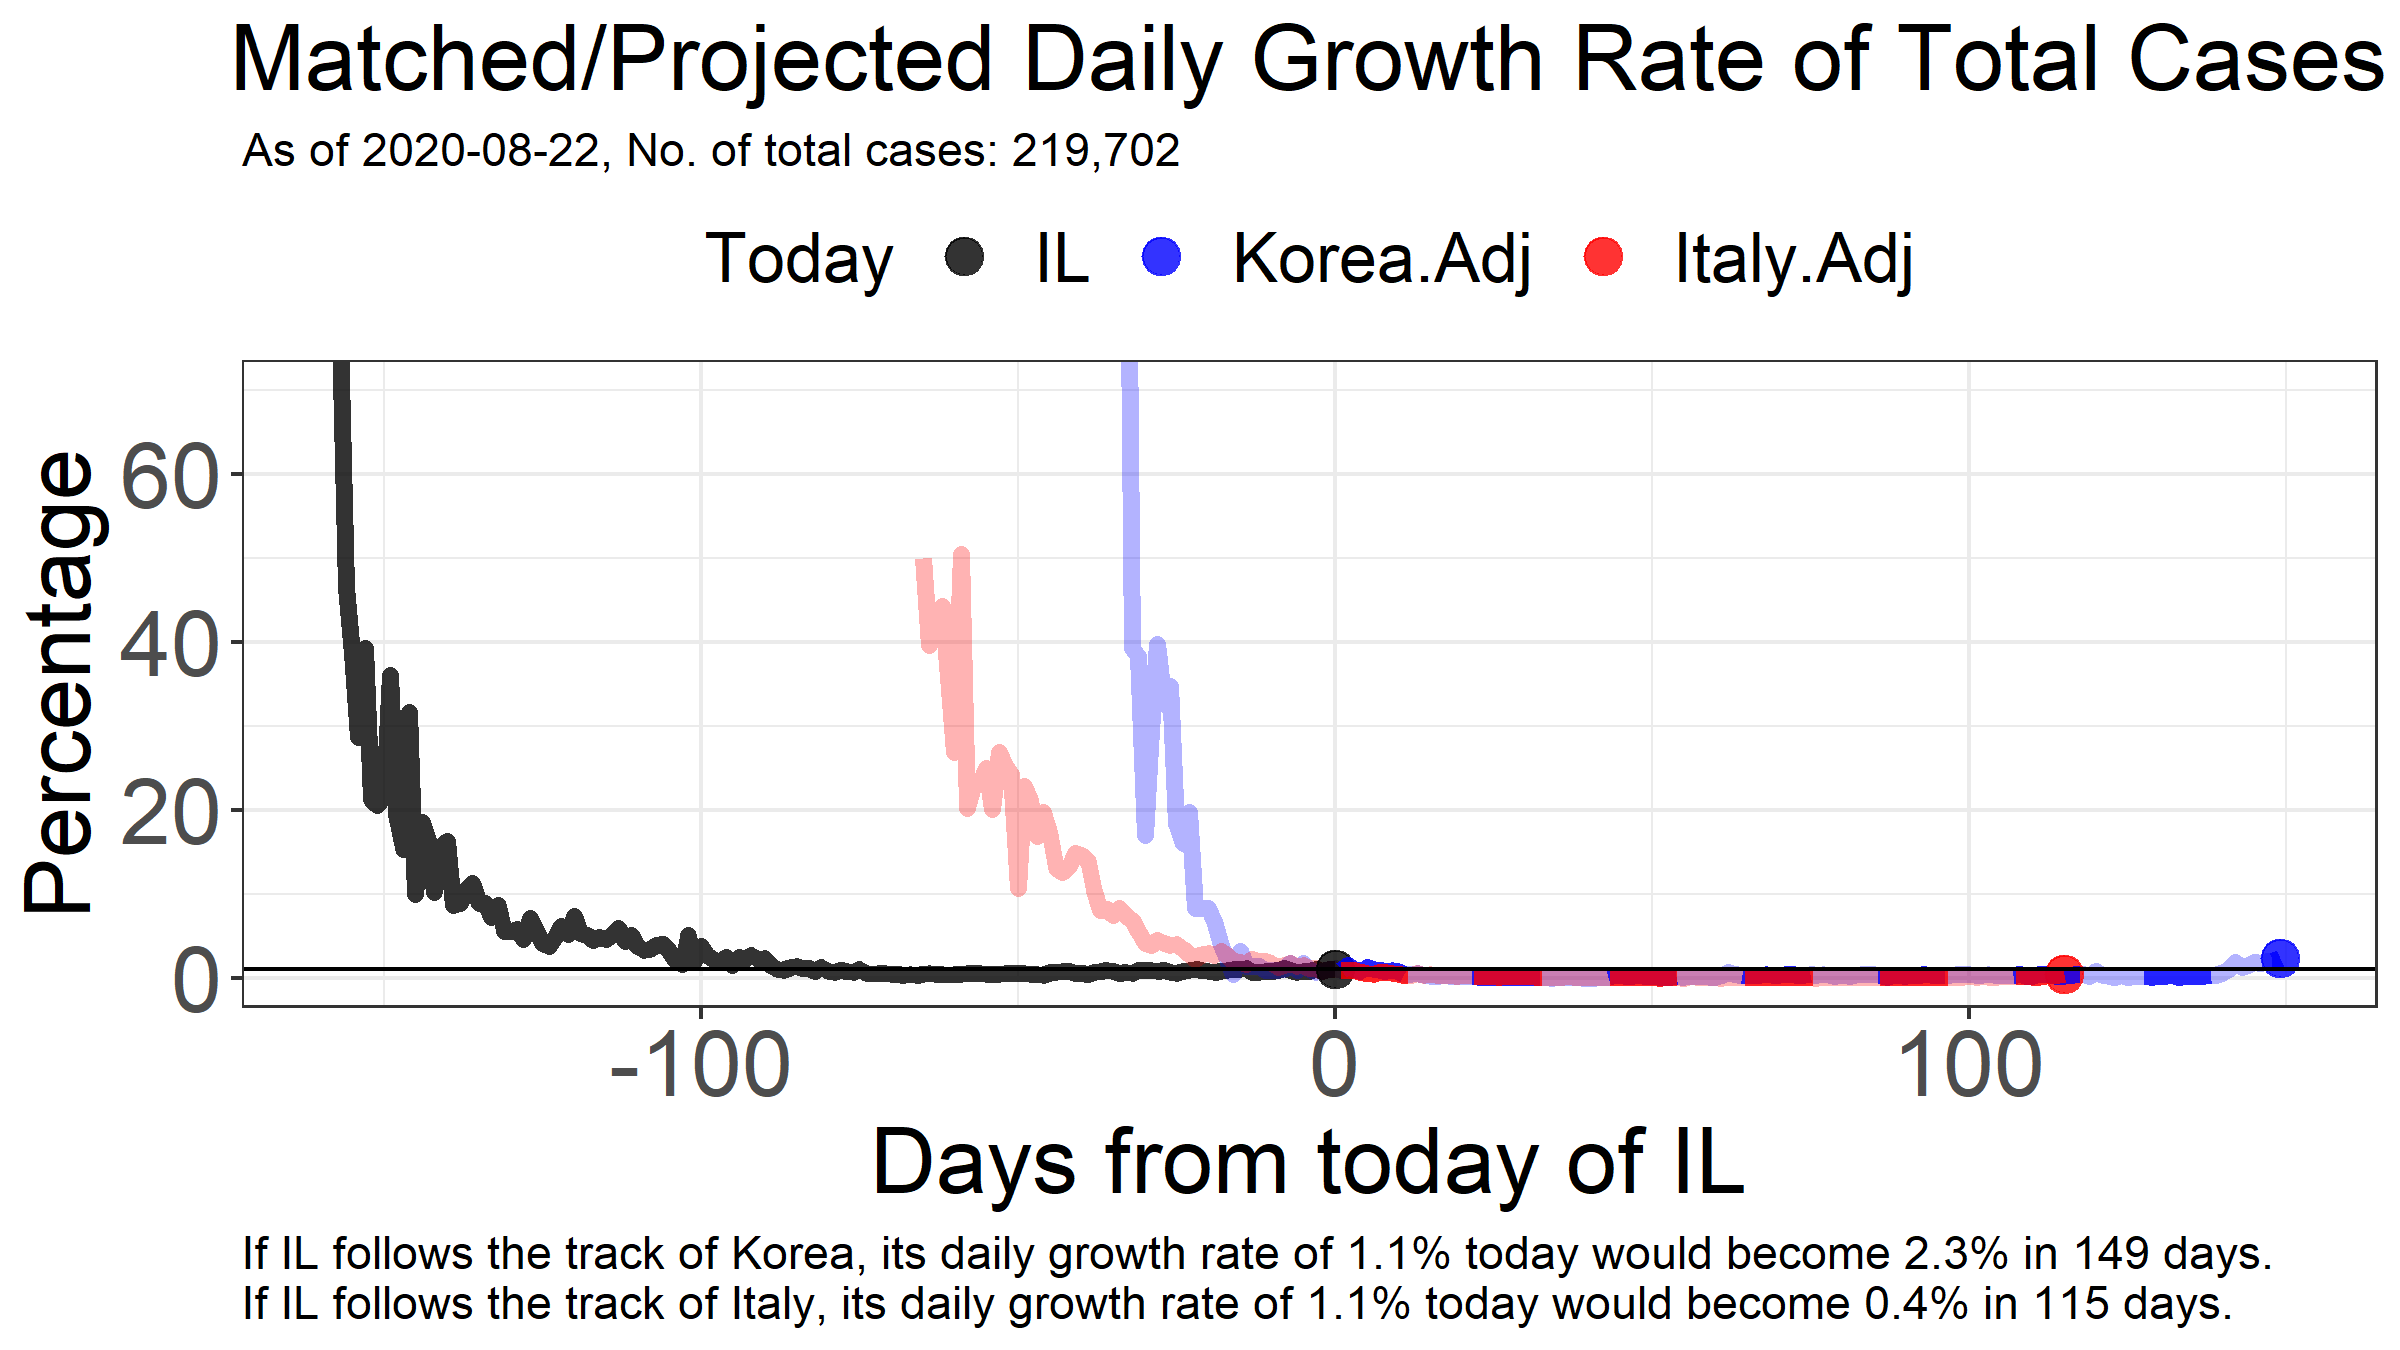 Matched/Projected Daily Growth Rate of Total Cases
As of 2020-08-22, No. of total cases: 219,702
Today IL Korea.Adj Italy.Adj
Percentage
60
40
20
0
-100 0 100
Days from today of IL
If IL follows the track of Korea, its daily growth rate of 1.1% today would become 2.3% in 149 days.
If IL follows the track of Italy, its daily growth rate of 1.1% today would become 0.4% in 115 days.